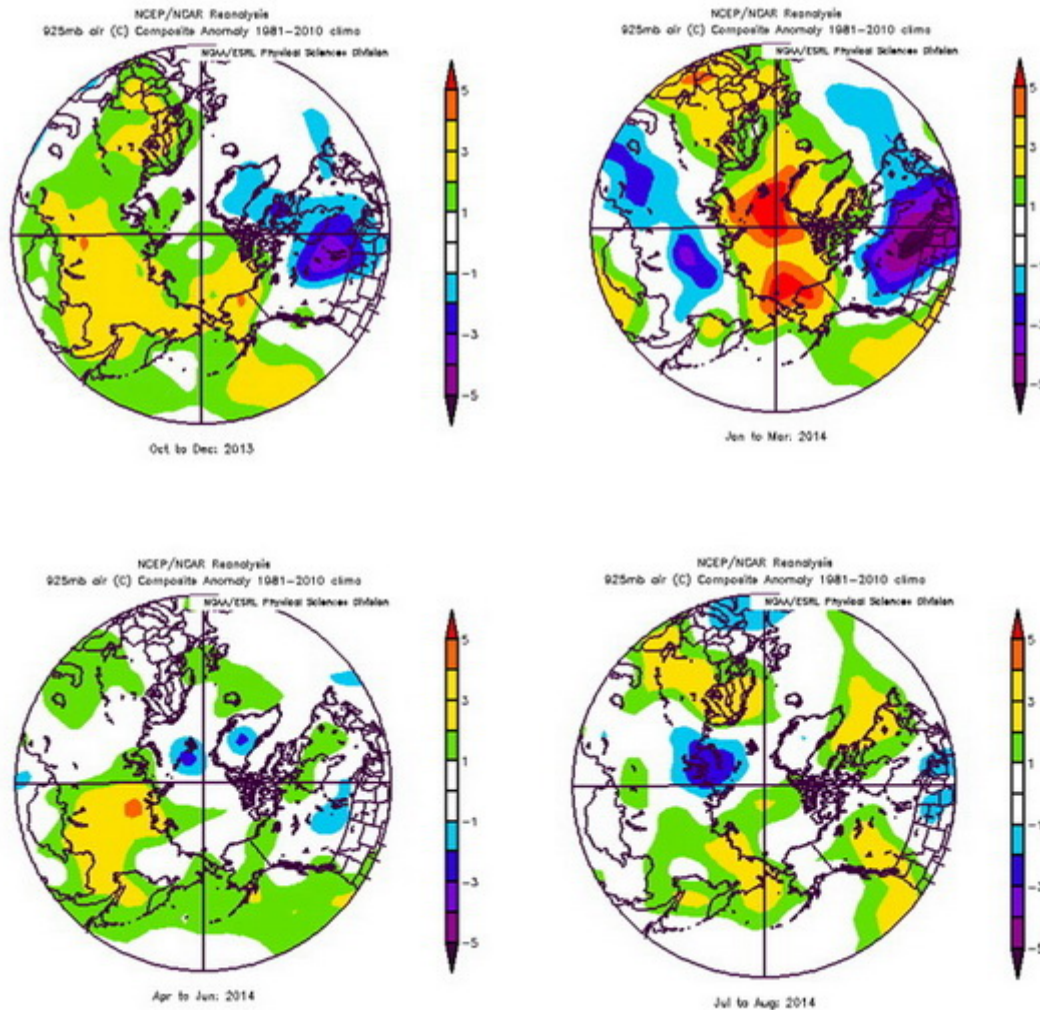 NCEP/NCAR Reanalysis
925mb air (C) Composite Anomaly 1981-2010 climo
NOAA/ESRL Physical Sciences Division
5
3
1
-1
-3
-5
Oct to Dec: 2013
NCEP/NCAR Reanalysis
925mb air (C) Composite Anomaly 1981-2010 climo
NOAA/ESRL Physical Sciences Division
5
3
1
-1
-3
-5
Jan to Mar: 2014
NCEP/NCAR Reanalysis
925mb air (C) Composite Anomaly 1981-2010 climo
NOAA/ESRL Physical Sciences Division
5
3
1
-1
-3
-5
Apr to Jun: 2014
NCEP/NCAR Reanalysis
925mb air (C) Composite Anomaly 1981-2010 climo
NOAA/ESRL Physical Sciences Division
5
3
1
-1
-5
Jul to Aug: 2014